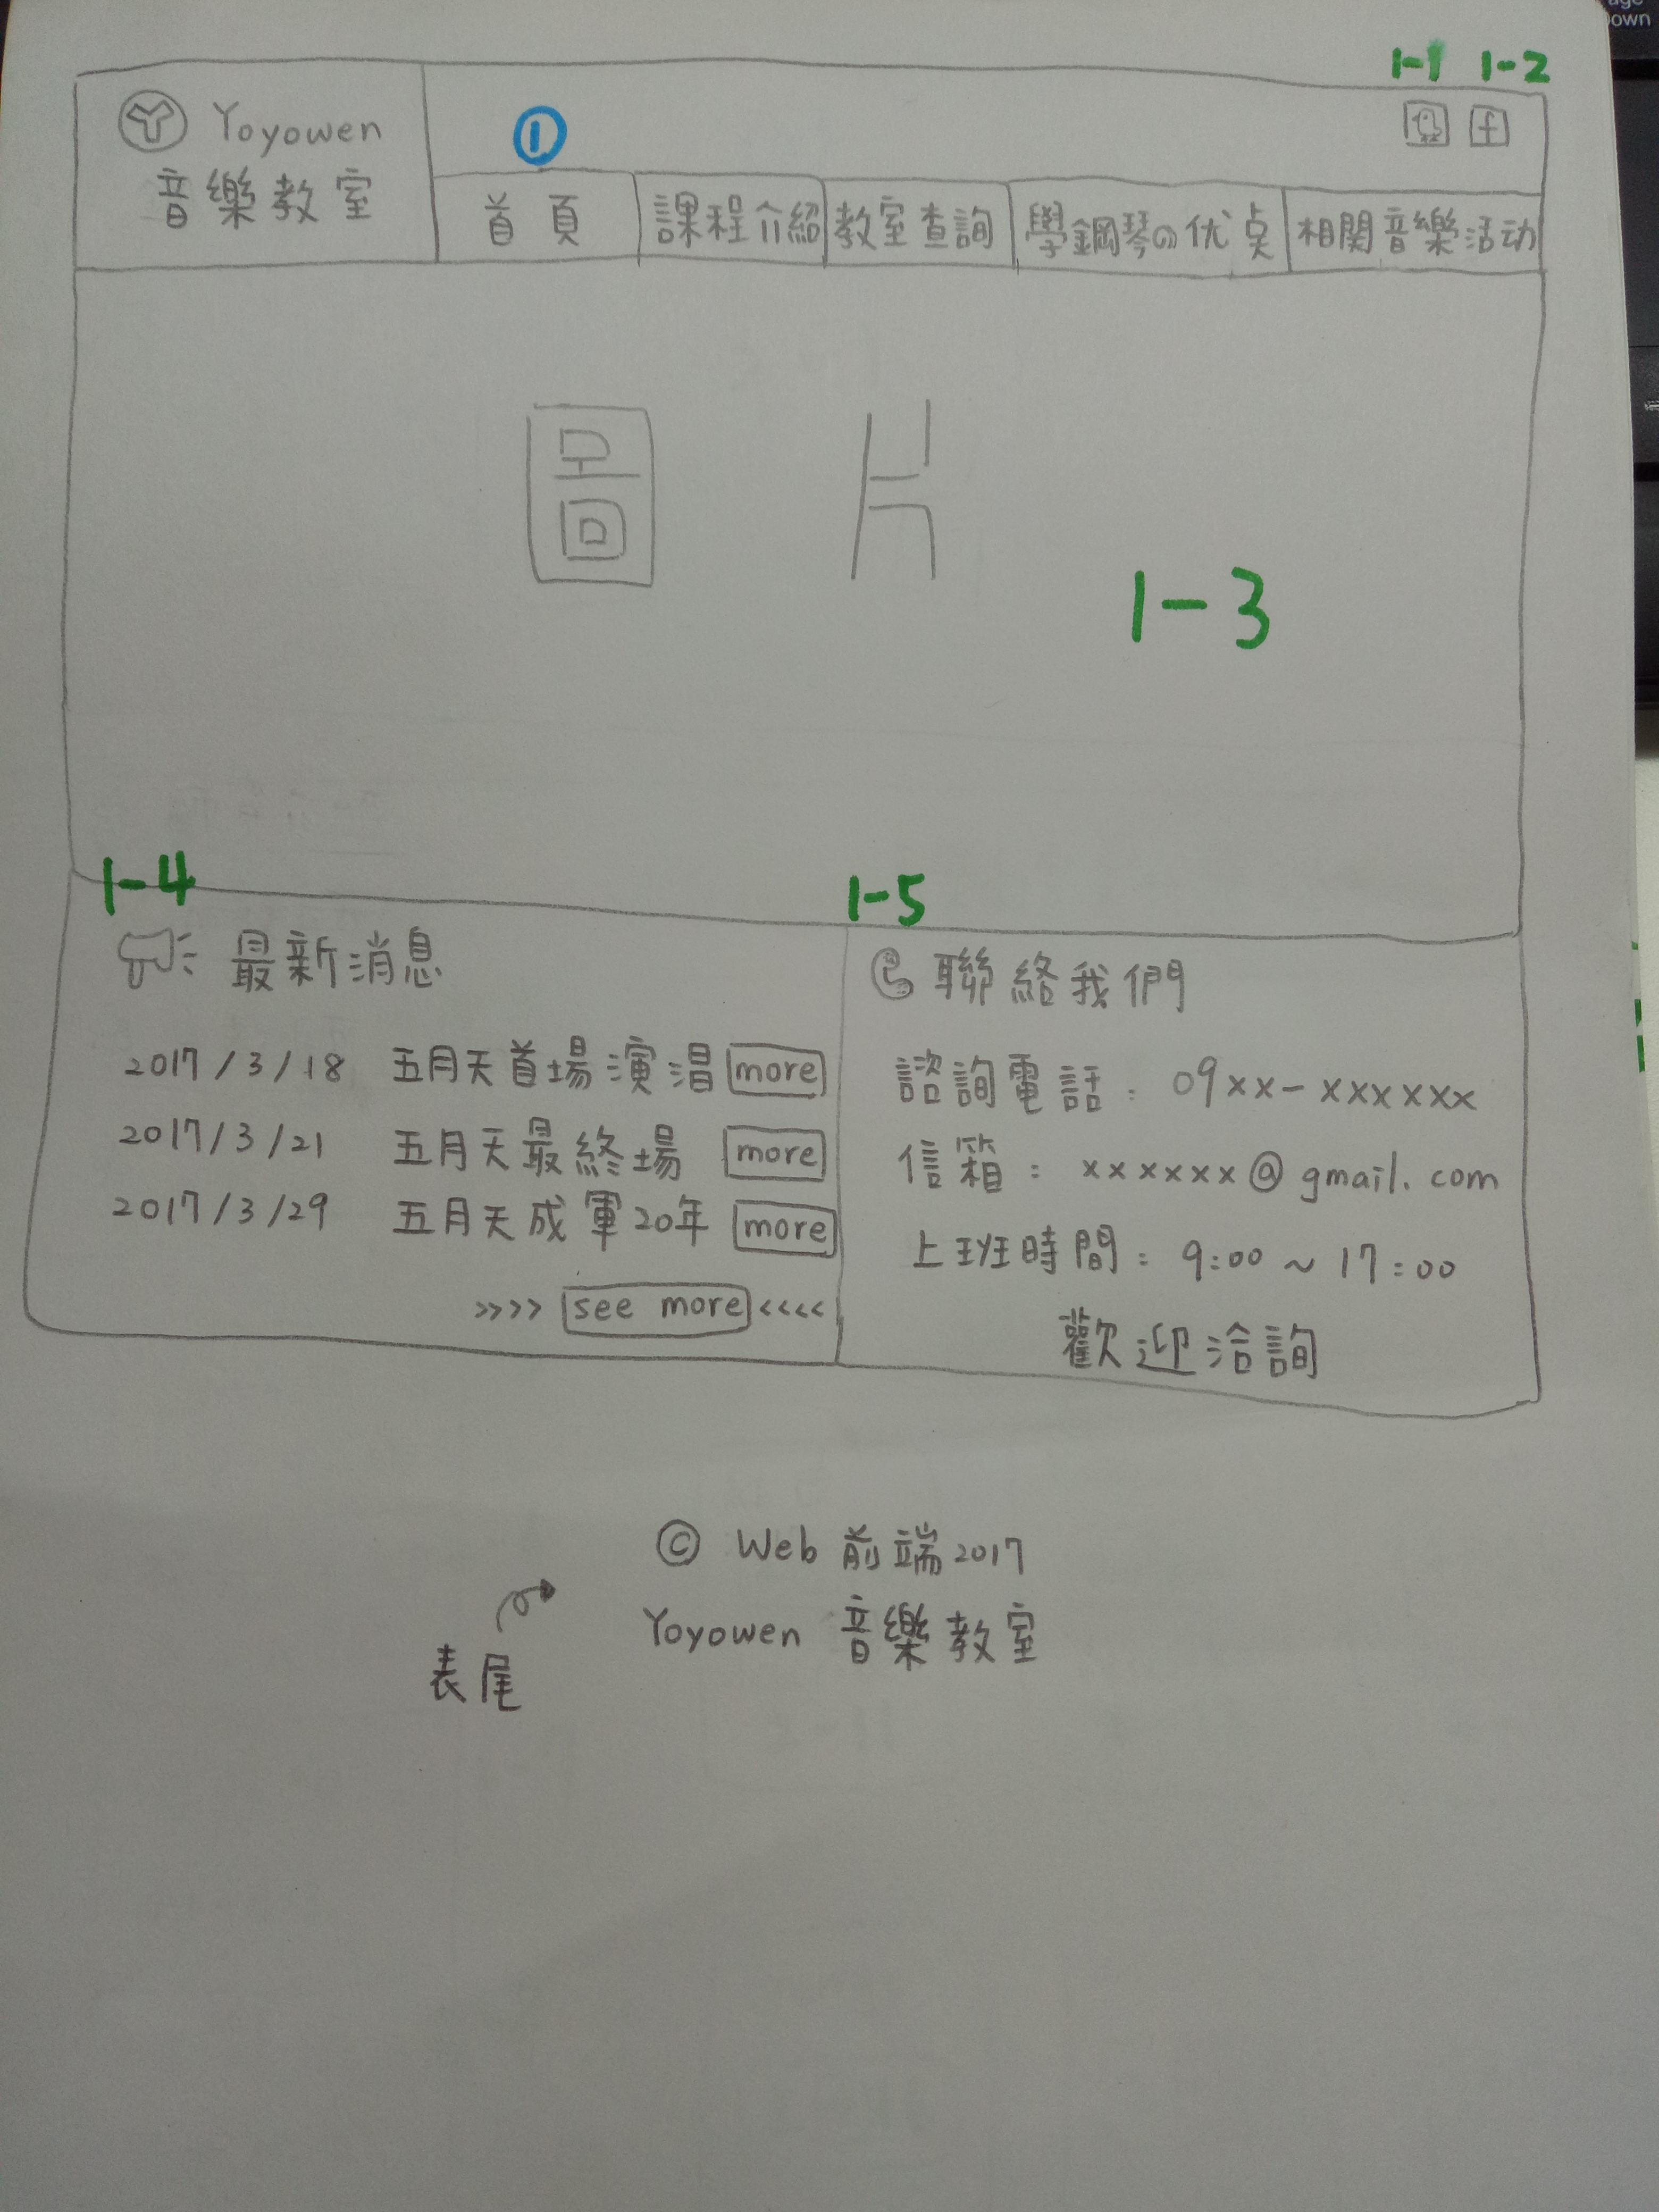 1-1 1-2
Y Yoyowen
音樂教室
1
f
首頁 課程介紹 教室查詢 學鋼琴の优点 相関音樂活动
圖片
1-3
1-4
最新消息
2017/3/18 五月天首場演唱 more
2017/3/21 五月天最終場 more
2017/3/29 五月天成軍20年 more
>>>> see more <<<<
1-5
聯絡我們
諮詢電話：09xx-xxxxxx
信箱：xxxxxx@gmail.com
上班時間：9:00~17:00
歡迎洽詢
© Web前端2017
Yoyowen 音樂教室
表尾